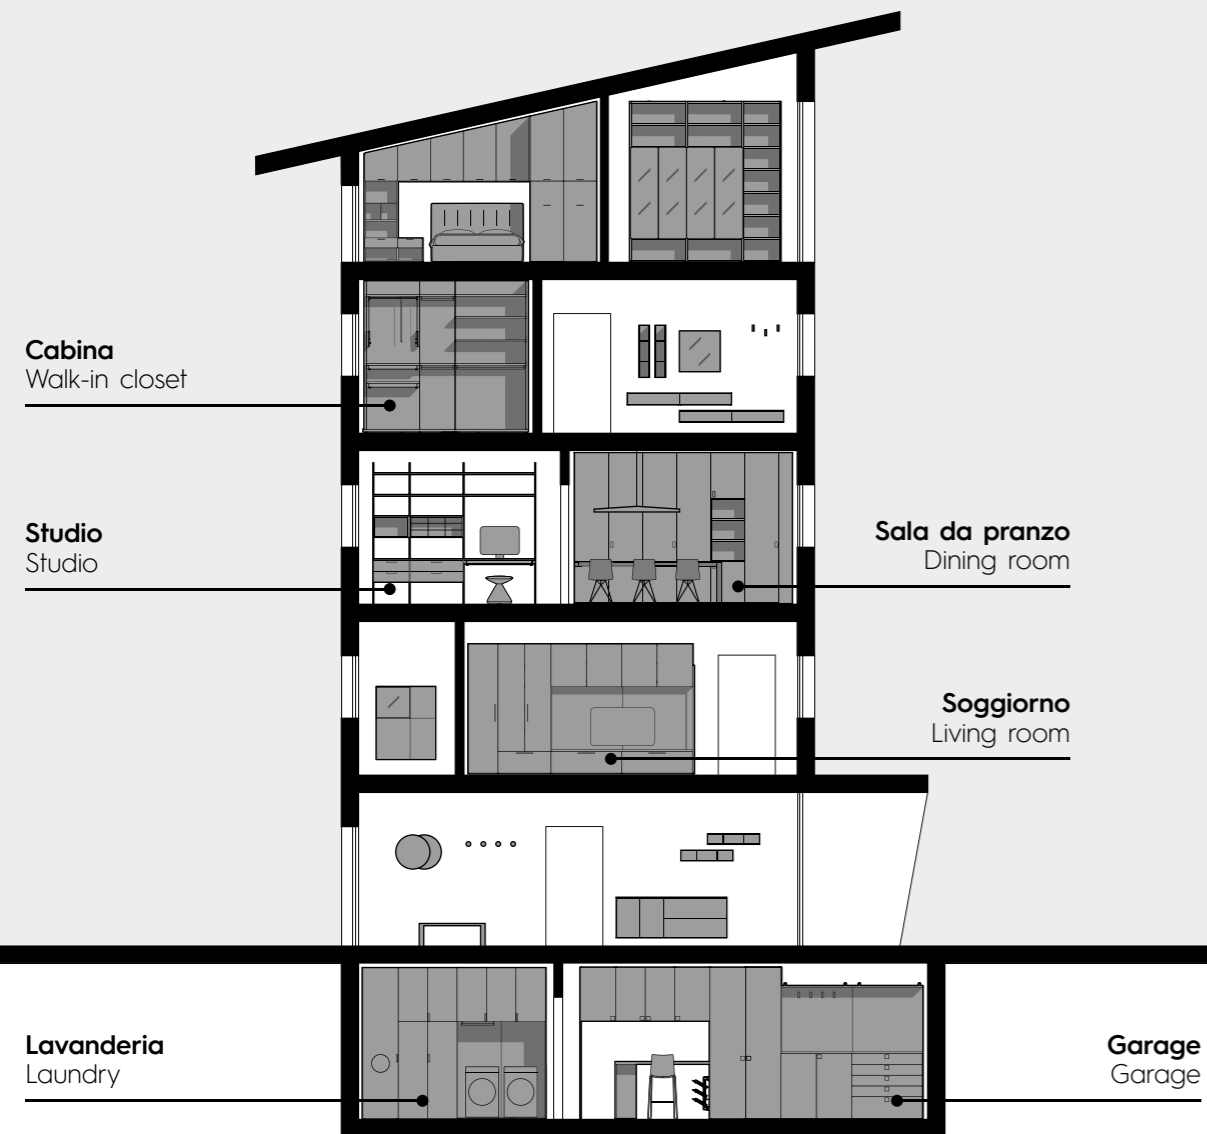 Cabina
Walk-in closet
Studio
Studio
Sala da pranzo
Dining room
Soggiorno
Living room
Lavanderia
Laundry
Garage
Garage